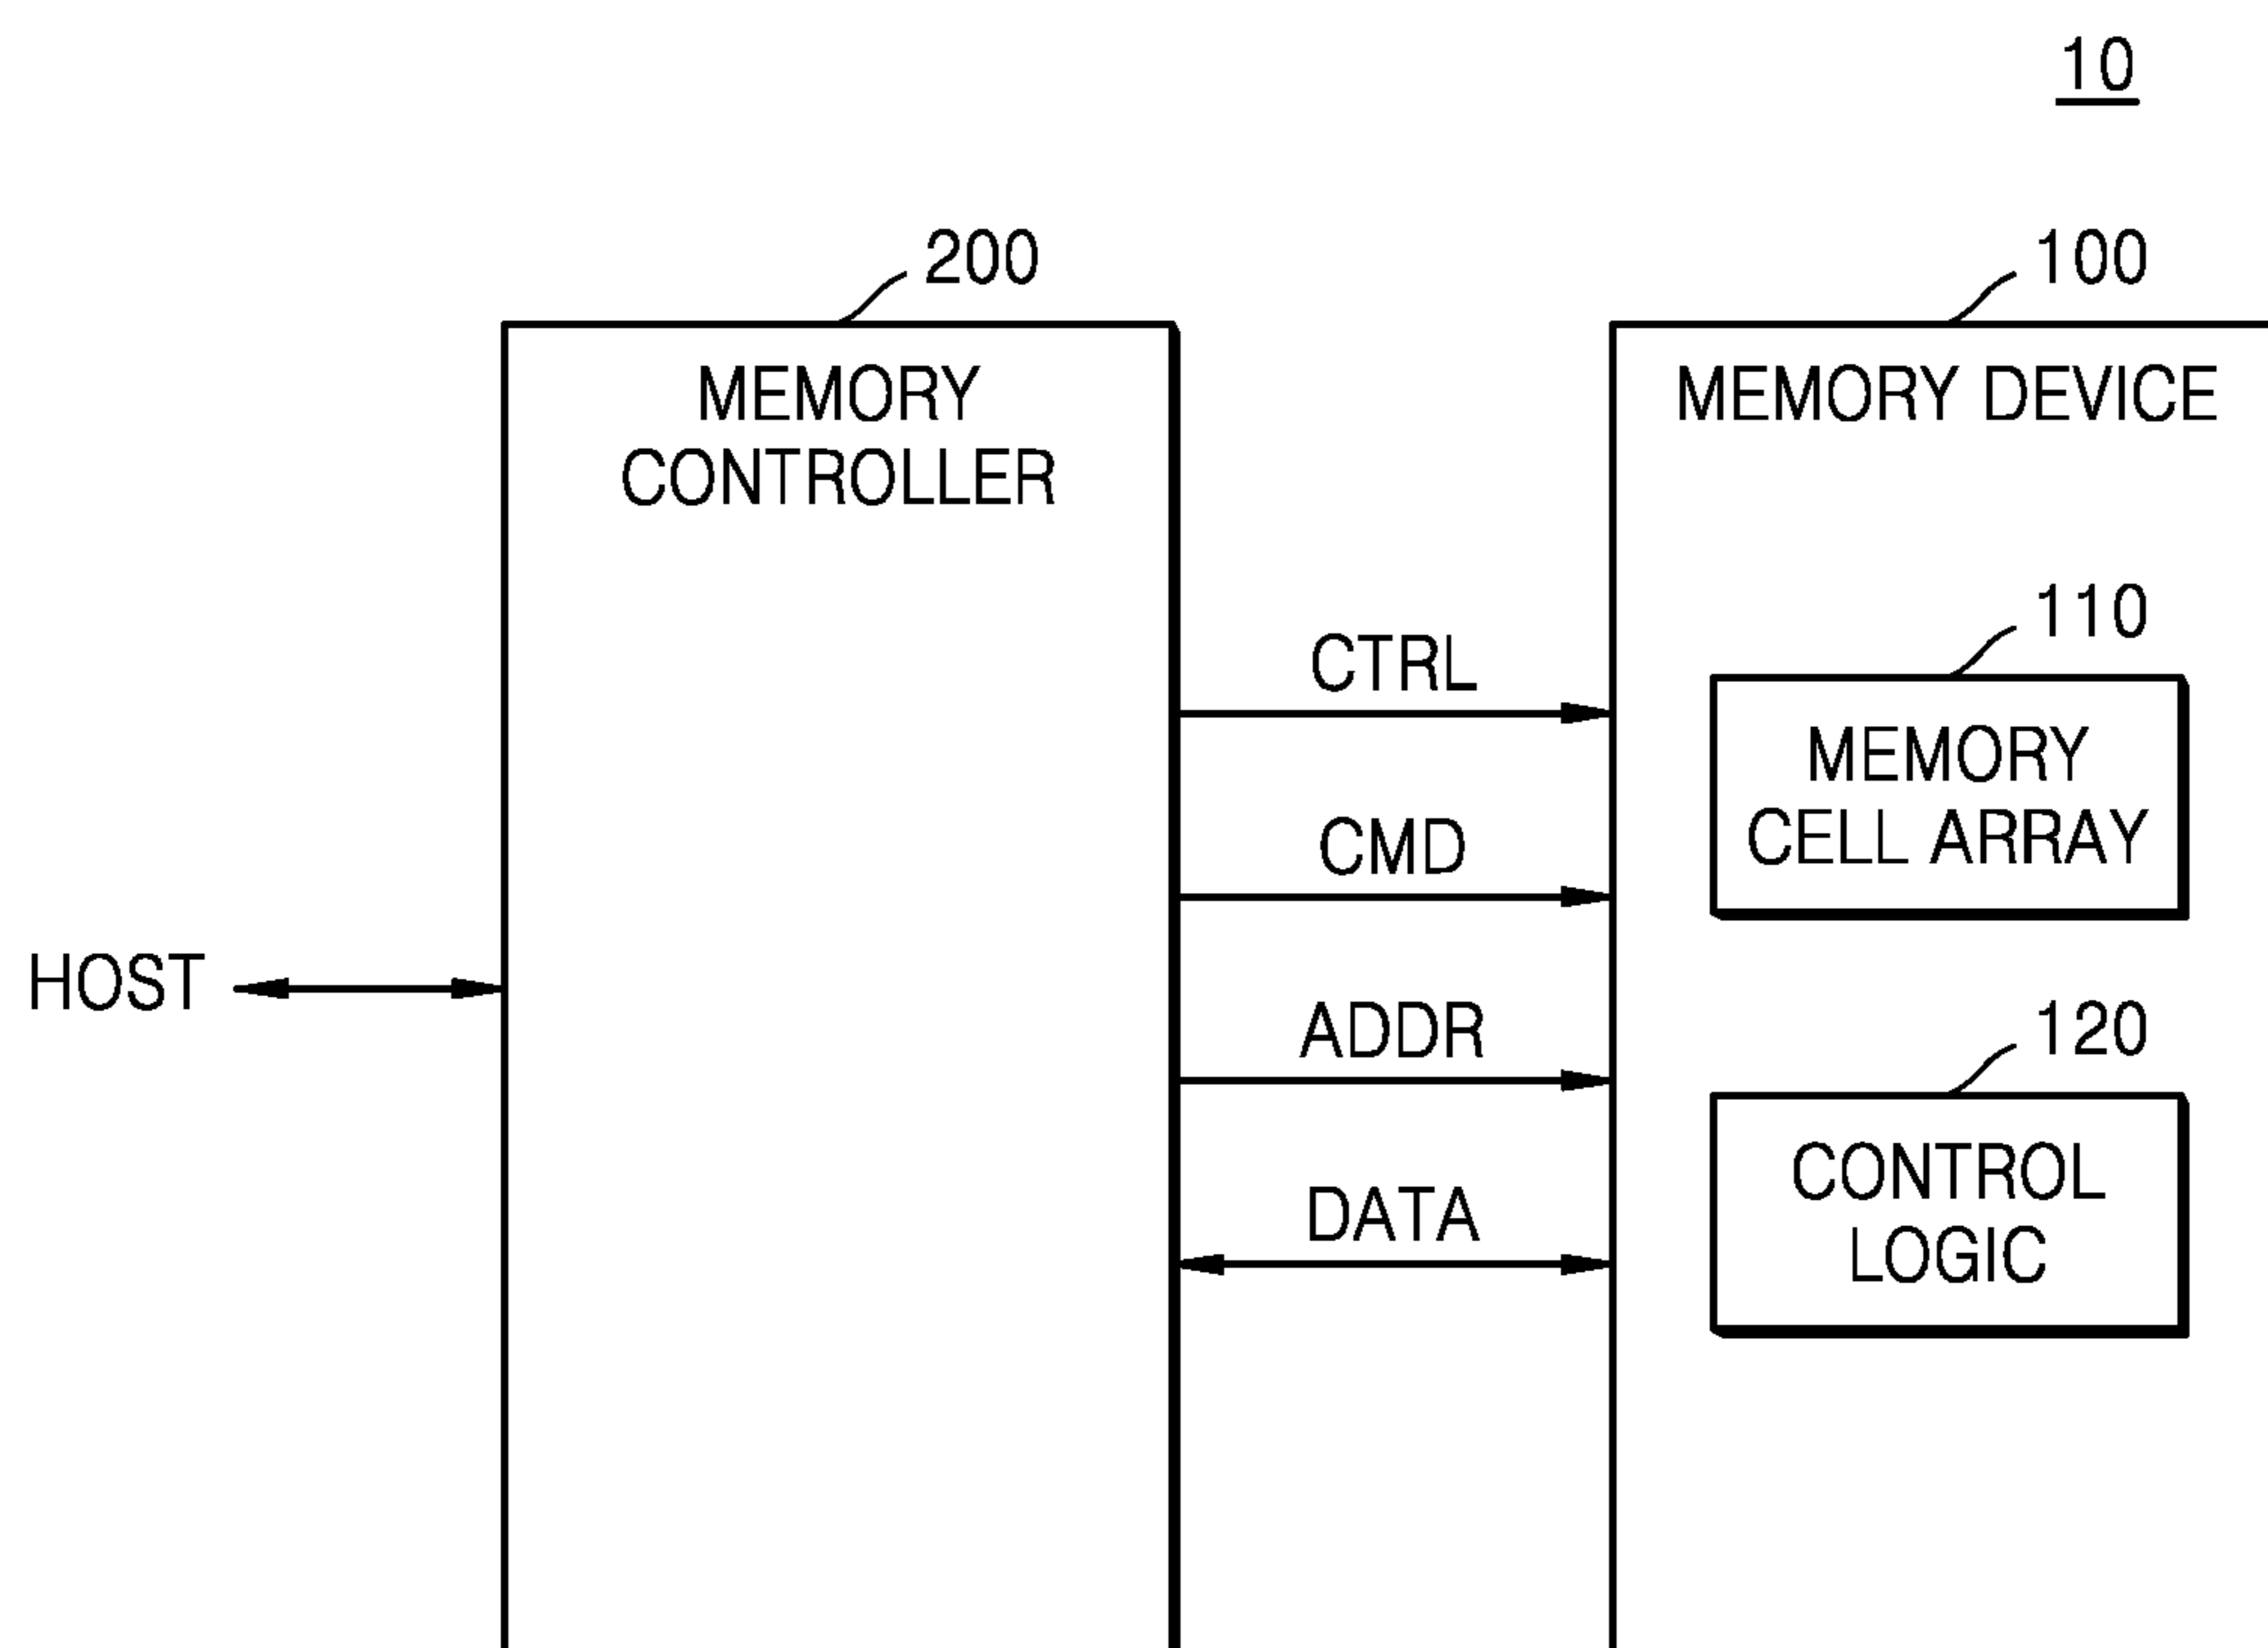 10
200
100
MEMORY
CONTROLLER
MEMORY DEVICE
110
CTRL
MEMORY
CELL ARRAY
CMD
HOST
ADDR
120
CONTROL
LOGIC
DATA